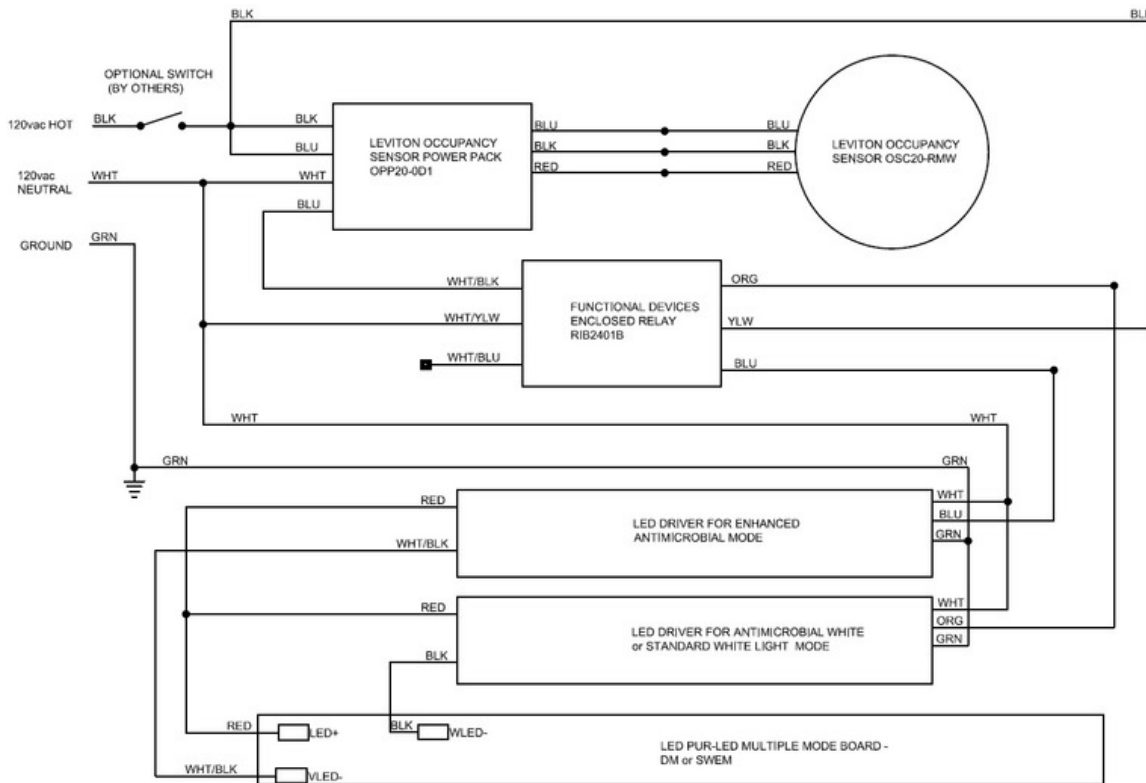 BLK
OPTIONAL SWITCH
(BY OTHERS)
120vac HOT
BLK
BLK
BLU
120vac
NEUTRAL
WHT
WHT
BLU
GROUND
GRN
LEVITON OCCUPANCY
SENSOR POWER PACK
OPP20-0D1
BLU
BLK
RED
BLU
BLK
RED
LEVITON OCCUPANCY
SENSOR OSC20-RMW
WHT/BLK
WHT/YLW
WHT/BLU
FUNCTIONAL DEVICES
ENCLOSED RELAY
RIB2401B
ORG
YLW
BLU
WHT
WHT
GRN
GRN
RED
WHT/BLK
LED DRIVER FOR ENHANCED
ANTIMICROBIAL MODE
WHT
BLU
GRN
RED
BLK
LED DRIVER FOR ANTIMICROBIAL WHITE
or STANDARD WHITE LIGHT MODE
WHT
ORG
GRN
RED
LED+
BLK
WLED-
WHT/BLK
VLED-
LED PUR-LED MULTIPLE MODE BOARD -
DM or SWEM